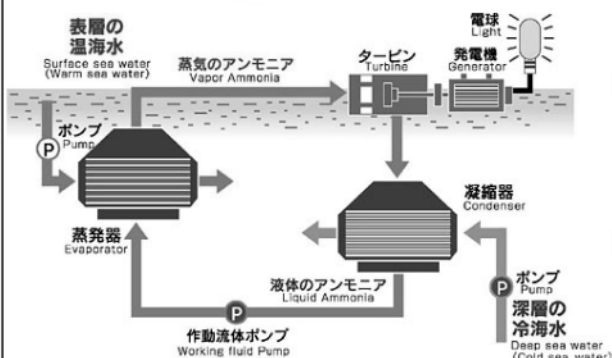 表層の
温海水
Surface sea water
(Warm sea water)
蒸気のアンモニア
Vapor Ammonia
タービン
Turbine
発電機
Generator
電球
Light
P
ポンプ
Pump
蒸発器
Evaporator
凝縮器
Condenser
液体のアンモニア
Liquid Ammonia
P
作動流体ポンプ
Working fluid Pump
P
ポンプ
Pump
深層の
冷海水
Deep sea water
(Cold sea water)